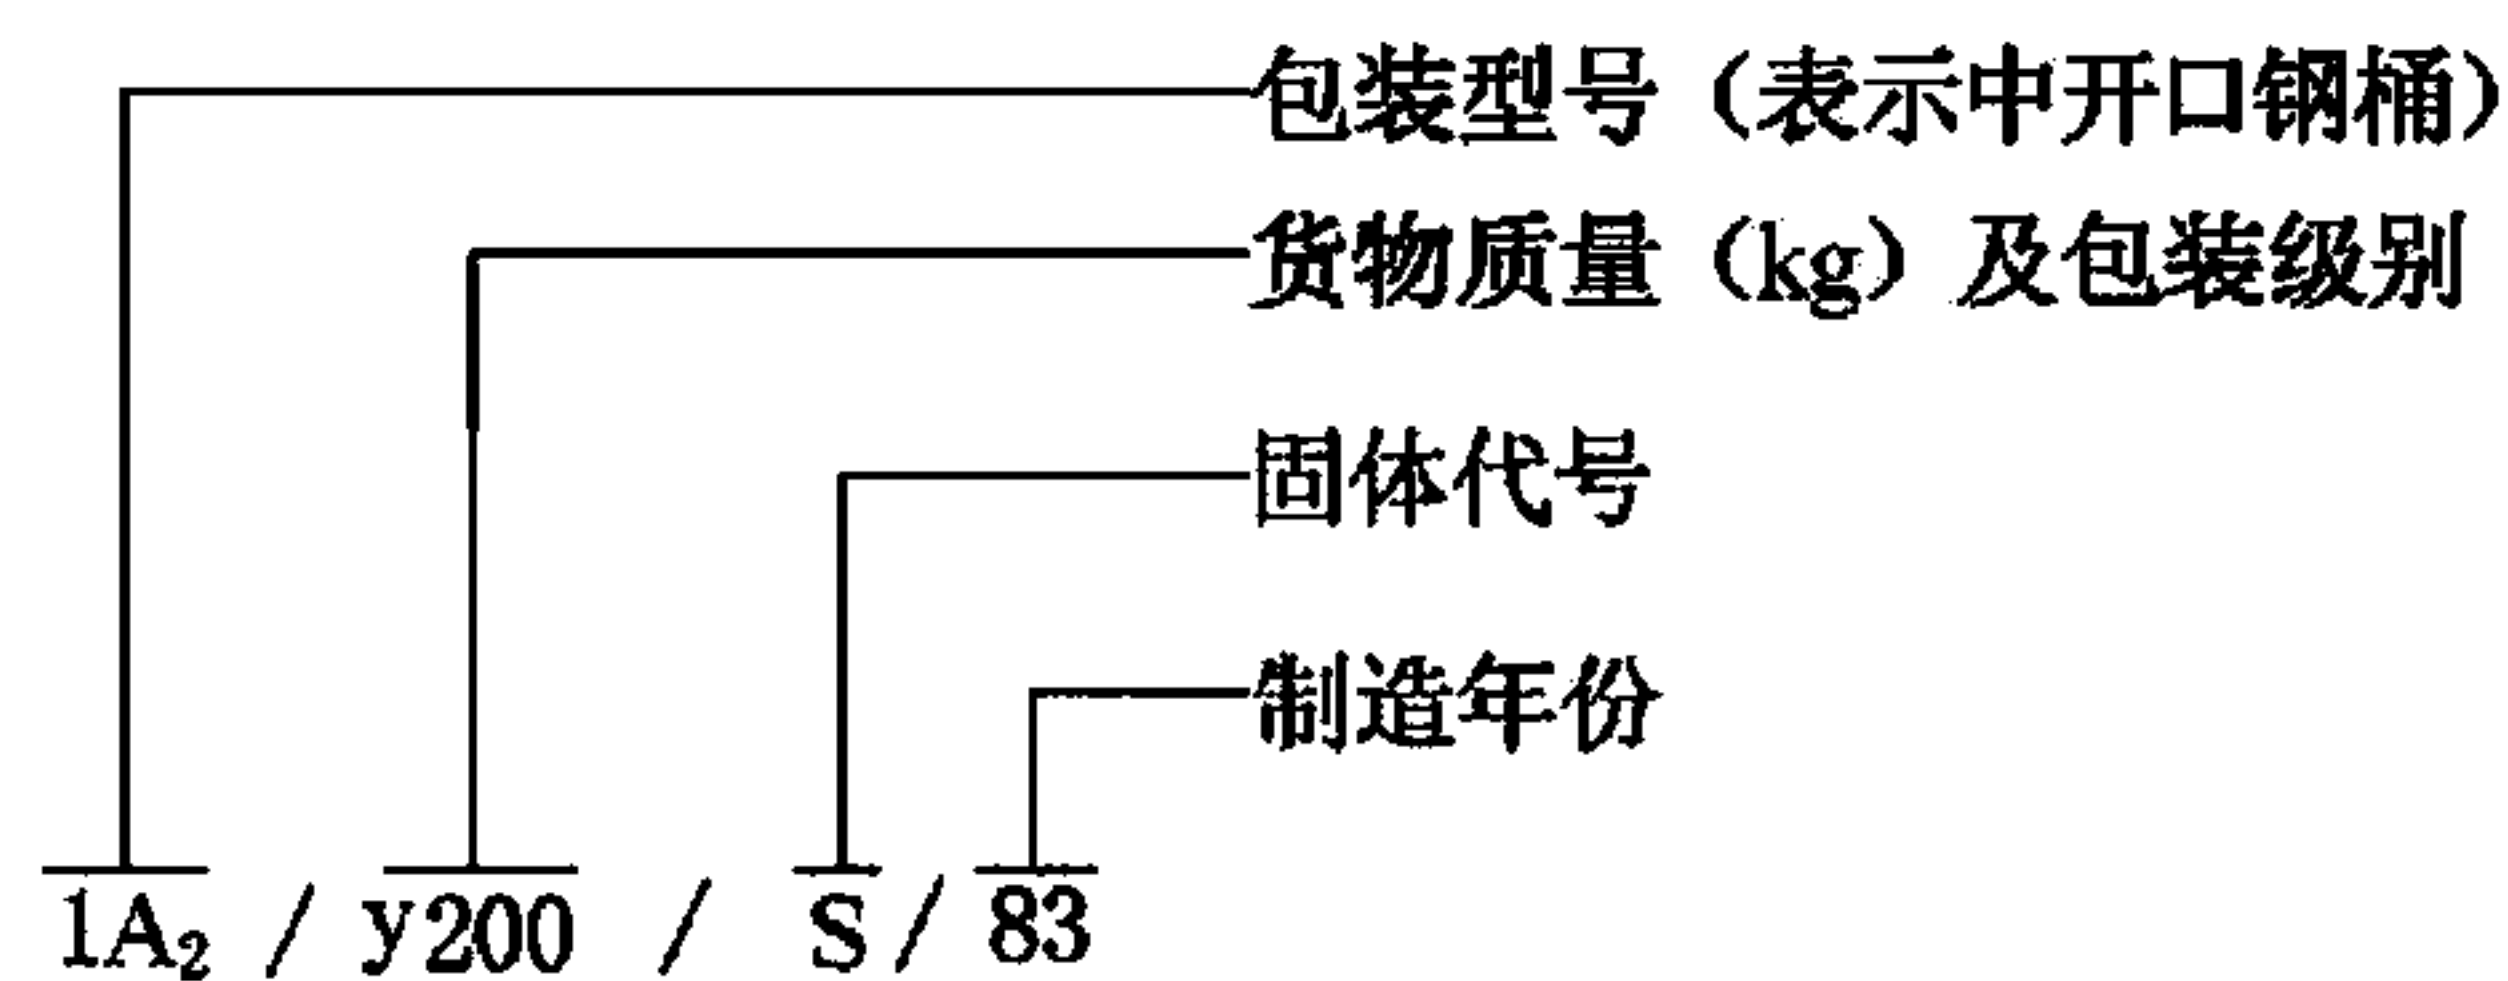 包装型号（表示中开口钢桶）
货物质量（kg）及包装级别
固体代号
制造年份
1A₂ / y200 / S / 83